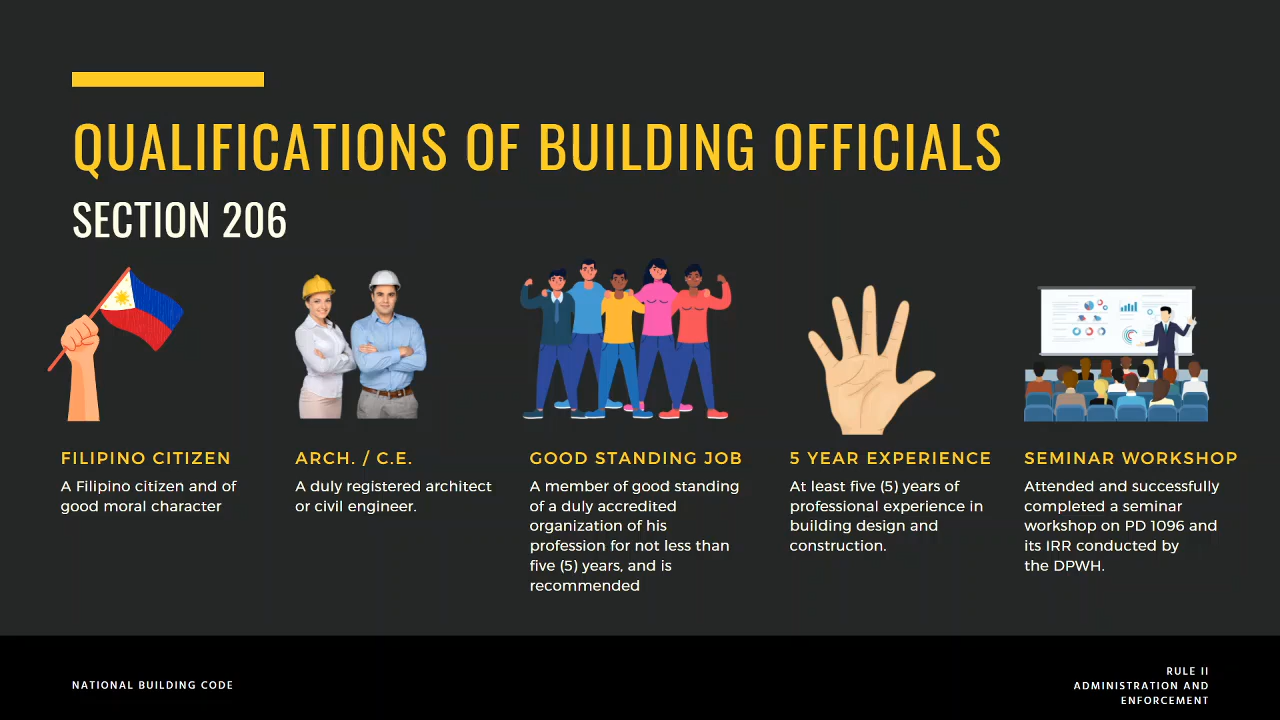 QUALIFICATIONS OF BUILDING OFFICIALS
SECTION 206
FILIPINO CITIZEN
A Filipino citizen and of
good moral character
ARCH. / C.E.
A duly registered architect
or civil engineer.
GOOD STANDING JOB
A member of good standing
of a duly accredited
organization of his
profession for not less than
five (5) years, and is
recommended
5 YEAR EXPERIENCE
At least five (5) years of
professional experience in
building design and
construction.
SEMINAR WORKSHOP
Attended and successfully
completed a seminar
workshop on PD 1096 and
its IRR conducted by
the DPWH.
NATIONAL BUILDING CODE
RULE II
ADMINISTRATION AND
ENFORCEMENT